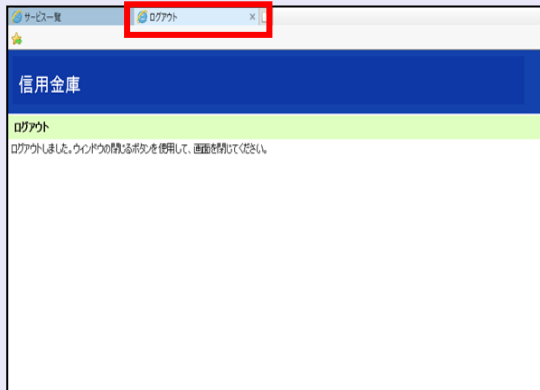 サービス一覧
ログアウト ×
信用金庫
ログアウト
ログアウトしました。ウィンドウの閉じるボタンを使用して、画面を閉じてください。